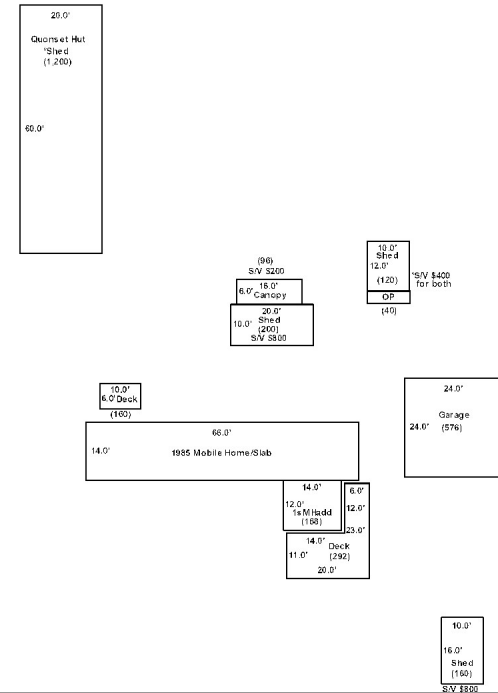 20.0'
Quonset Hut
*Shed
(1,200)
60.0'
10.0'
Shed
12.0'
(120)
*S/V $400
for both
OP
(40)
(96)
S/V $200
16.0'
6.0'
Canopy
20.0'
10.0' Shed
(200)
S/V $800
10.0'
6.0' Deck
(160)
24.0'
Garage
24.0' (576)
66.0'
14.0' 1985 Mobile Home/Slab
14.0'
12.0'
1sMHadd
(168)
6.0'
12.0'
23.0'
14.0'
Deck
11.0' (292)
20.0'
10.0'
16.0'
Shed
(160)
S/V $800